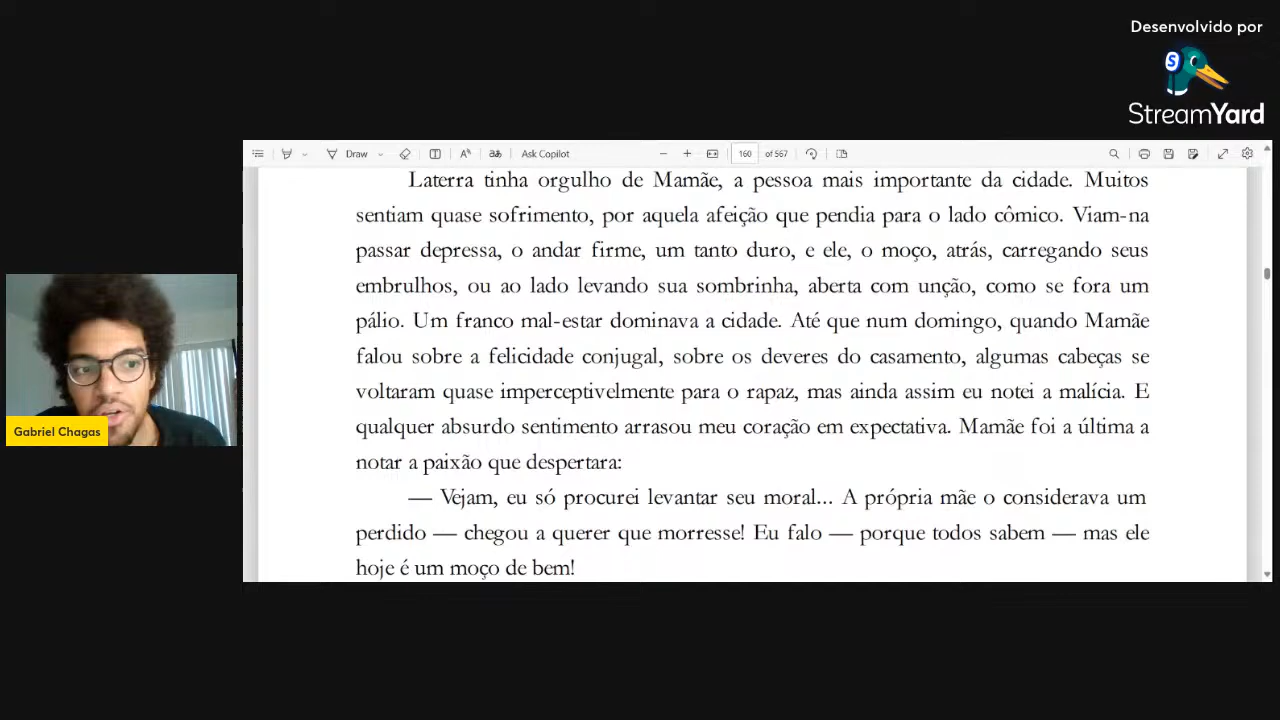 Desenvolvido por
S
StreamYard
Draw
A
aあ
Ask Copilot
160
of 567
Laterra tinha orgulho de Mamãe, a pessoa mais importante da cidade. Muitos
sentiam quase sofrimento, por aquela afeição que pendia para o lado cômico. Viam-na
passar depressa, o andar firme, um tanto duro, e ele, o moço, atrás, carregando seus
embrulhos, ou ao lado levando sua sombrinha, aberta com unção, como se fora um
pálio. Um franco mal-estar dominava a cidade. Até que num domingo, quando Mamãe
falou sobre a felicidade conjugal, sobre os deveres do casamento, algumas cabeças se
voltaram quase imperceptivelmente para o rapaz, mas ainda assim eu notei a malícia. E
qualquer absurdo sentimento arrasou meu coração em expectativa. Mamãe foi a última a
notar a paixão que despertara:
— Vejam, eu só procurei levantar seu moral... A própria mãe o considerava um
perdido — chegou a querer que morresse! Eu falo — porque todos sabem — mas ele
hoje é um moço de bem!
Gabriel Chagas